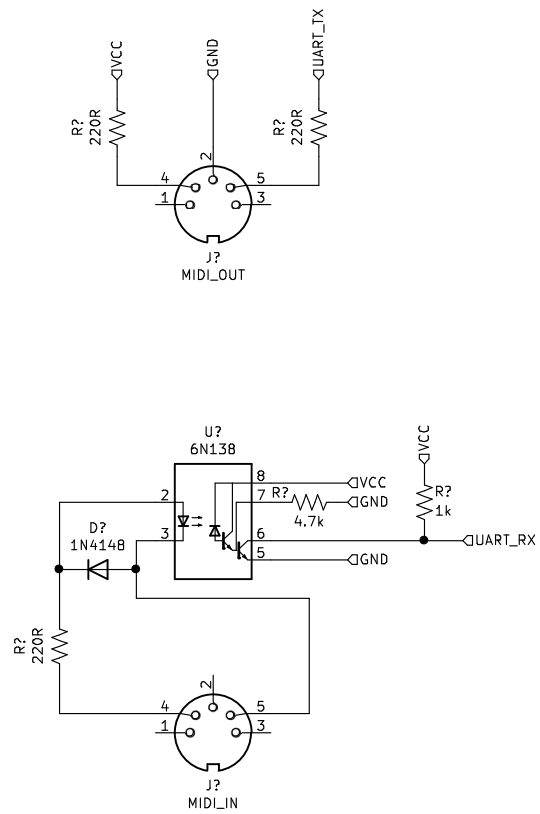 VCC
GND
UART_TX
R?
220R
R?
220R
2
4
5
1
3
J?
MIDI_OUT
U?
6N138
VCC
8
VCC
2
7
R?
GND
R?
1k
4.7k
D?
1N4148
3
6
UART_RX
5
GND
R?
220R
2
4
5
1
3
J?
MIDI_IN